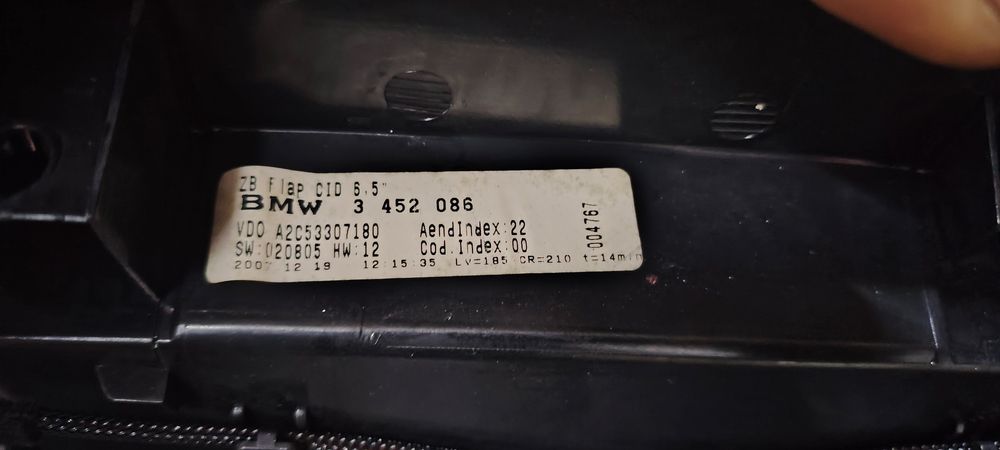 ZB Flap CID 6,5"
BMW 3 452 086
VDO A2C53307180 AendIndex:22
SW:020805 HW:12 Cod.Index:00
2007 12 19 12:15:35 LV=185 CR=210 t=14min
004767